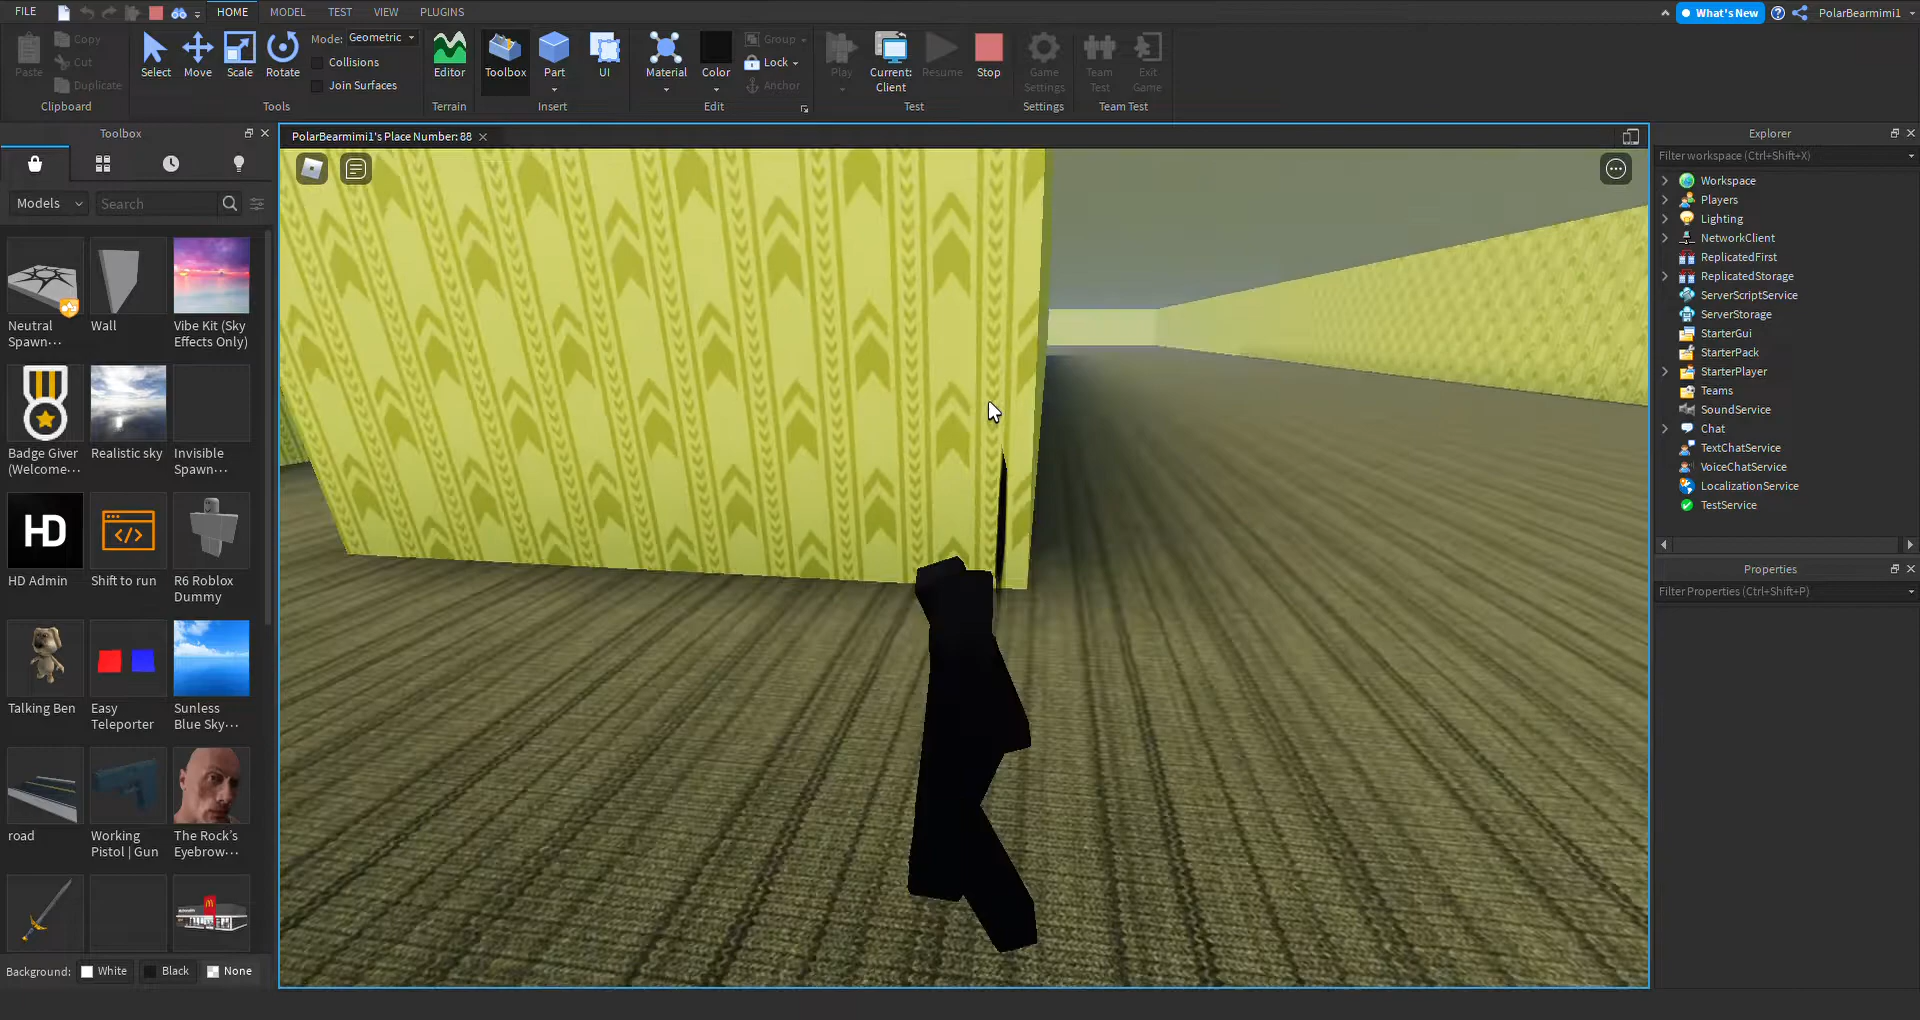 FILE HOME MODEL TEST VIEW PLUGINS What's New PolarBearmimi1
Paste Copy Cut Duplicate Clipboard
Select Move Scale Rotate Mode: Geometric Collisions Join Surfaces Tools
Editor Terrain
Toolbox Part UI Insert
Material Color Group Lock Anchor Edit
Play Current: Client Resume Stop Test
Game Settings Settings
Team Test Exit Game Team Test
Toolbox
Models Search
Neutral Spawn...
Wall
Vibe Kit (Sky Effects Only)
Badge Giver (Welcome...
Realistic sky
Invisible Spawn...
HD
HD Admin
Shift to run
R6 Roblox Dummy
Talking Ben
Easy Teleporter
Sunless Blue Sky...
road
Working Pistol | Gun
The Rock's Eyebrow...
Background: White Black None
PolarBearmimi1's Place Number: 88
Explorer
Filter workspace (Ctrl+Shift+X)
Workspace
Players
Lighting
NetworkClient
ReplicatedFirst
ReplicatedStorage
ServerScriptService
ServerStorage
StarterGui
StarterPack
StarterPlayer
Teams
SoundService
Chat
TextChatService
VoiceChatService
LocalizationService
TestService
Properties
Filter Properties (Ctrl+Shift+P)